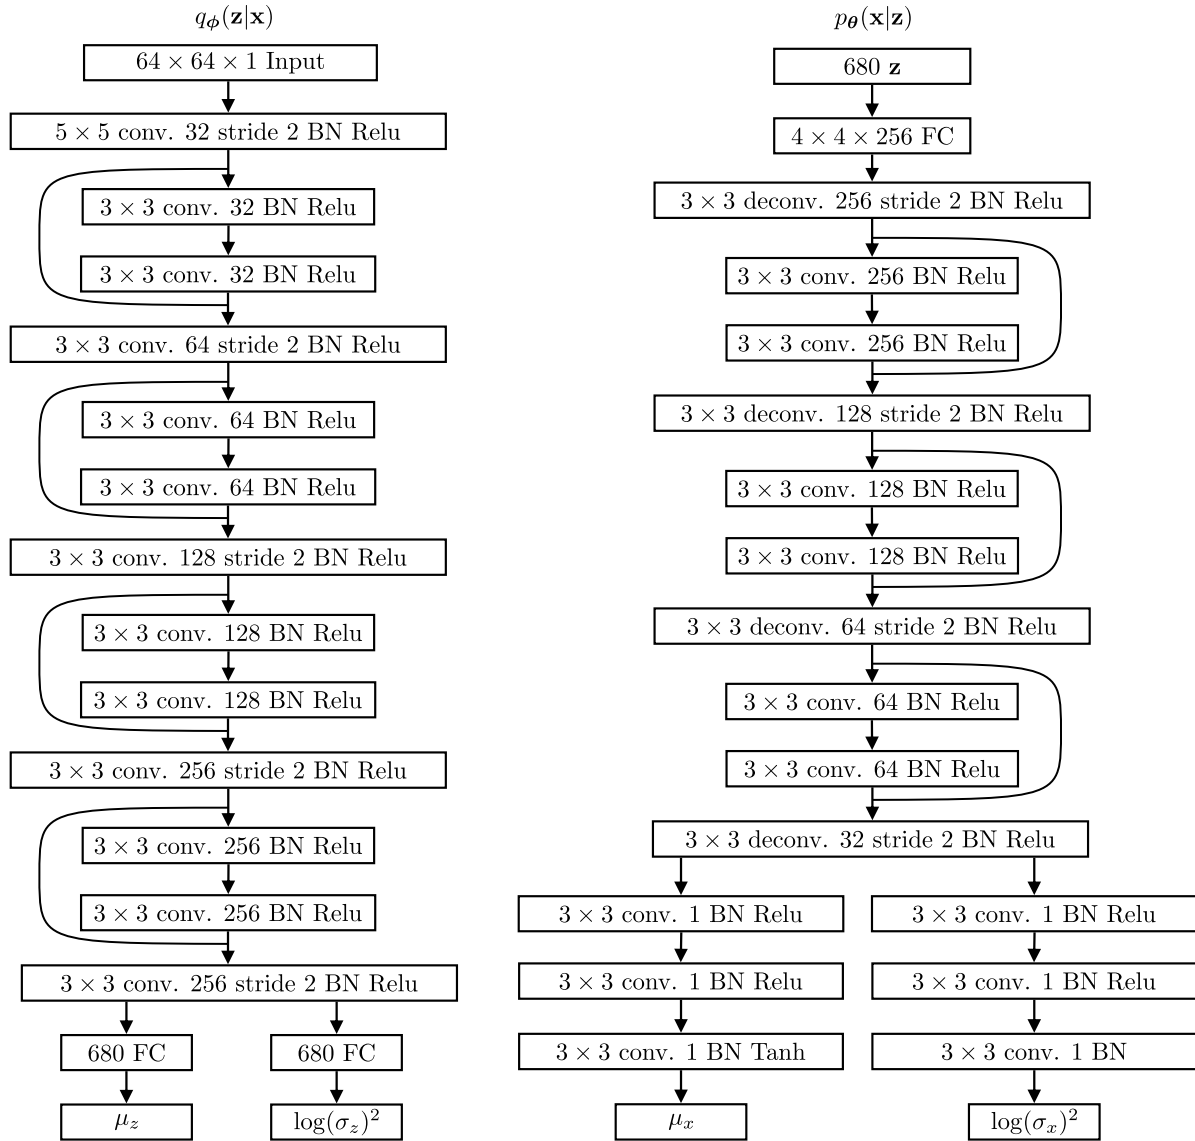 q_ϕ(z|x)
64 × 64 × 1 Input
5 × 5 conv. 32 stride 2 BN Relu
3 × 3 conv. 32 BN Relu
3 × 3 conv. 32 BN Relu
3 × 3 conv. 64 stride 2 BN Relu
3 × 3 conv. 64 BN Relu
3 × 3 conv. 64 BN Relu
3 × 3 conv. 128 stride 2 BN Relu
3 × 3 conv. 128 BN Relu
3 × 3 conv. 128 BN Relu
3 × 3 conv. 256 stride 2 BN Relu
3 × 3 conv. 256 BN Relu
3 × 3 conv. 256 BN Relu
3 × 3 conv. 256 stride 2 BN Relu
680 FC
680 FC
μ_z
log(σ_z)²
p_θ(x|z)
680 z
4 × 4 × 256 FC
3 × 3 deconv. 256 stride 2 BN Relu
3 × 3 conv. 256 BN Relu
3 × 3 conv. 256 BN Relu
3 × 3 deconv. 128 stride 2 BN Relu
3 × 3 conv. 128 BN Relu
3 × 3 conv. 128 BN Relu
3 × 3 deconv. 64 stride 2 BN Relu
3 × 3 conv. 64 BN Relu
3 × 3 conv. 64 BN Relu
3 × 3 deconv. 32 stride 2 BN Relu
3 × 3 conv. 1 BN Relu
3 × 3 conv. 1 BN Relu
3 × 3 conv. 1 BN Tanh
μ_x
3 × 3 conv. 1 BN Relu
3 × 3 conv. 1 BN Relu
3 × 3 conv. 1 BN
log(σ_x)²